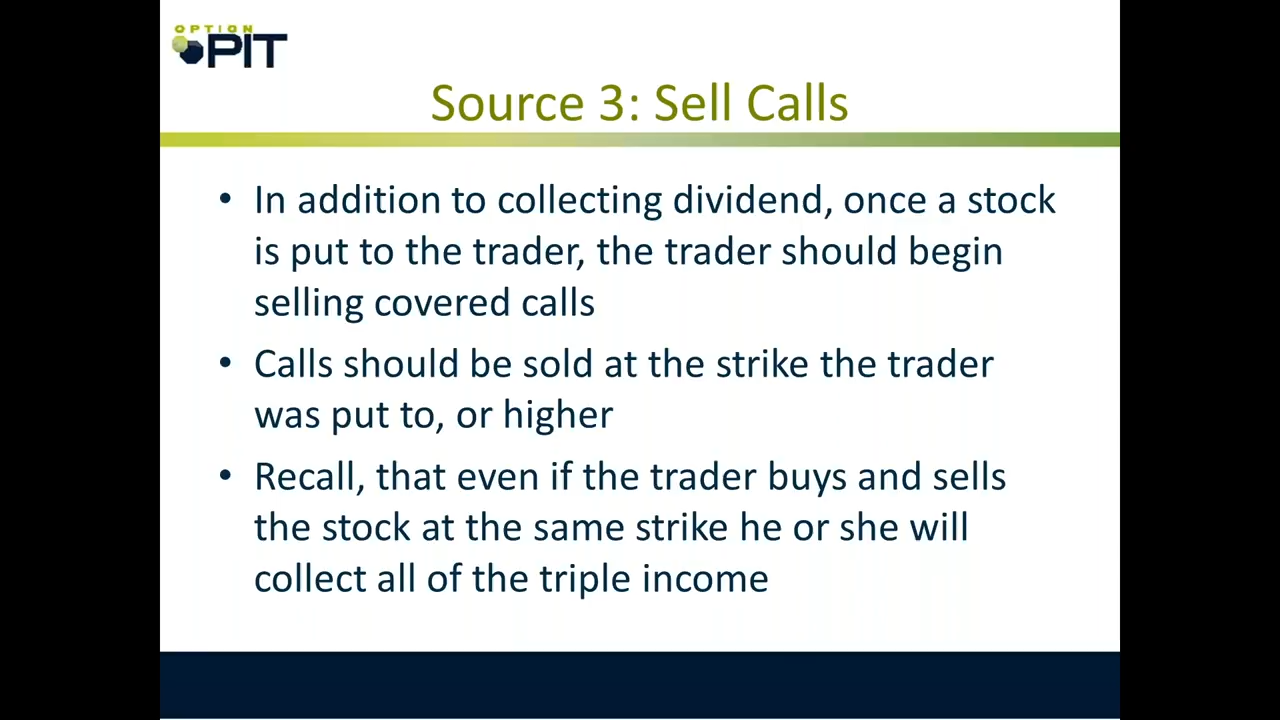 OPTION
PIT
Source 3: Sell Calls
• In addition to collecting dividend, once a stock
is put to the trader, the trader should begin
selling covered calls
• Calls should be sold at the strike the trader
was put to, or higher
• Recall, that even if the trader buys and sells
the stock at the same strike he or she will
collect all of the triple income